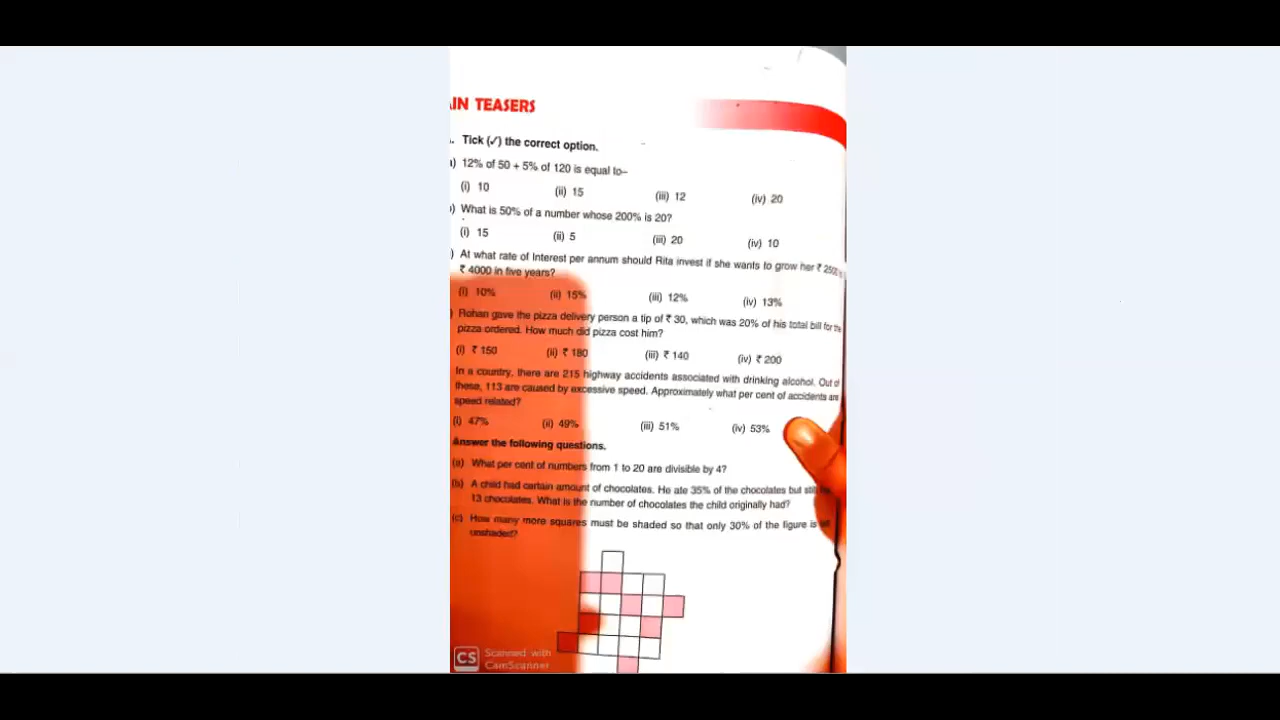 IN TEASERS
Tick (✓) the correct option.
12% of 50 + 5% of 120 is equal to–
(i) 10 (ii) 15 (iii) 12 (iv) 20
What is 50% of a number whose 200% is 20?
(i) 15 (ii) 5 (iii) 20 (iv) 10
At what rate of Interest per annum should Rita invest if she wants to grow her ₹
₹ 4000 in five years?
(i) 10% (ii) 15% (iii) 12% (iv) 13%
Rohan gave the pizza delivery person a tip of ₹ 30, which was 20% of his total bill for the
pizza ordered. How much did pizza cost him?
(i) ₹ 150 (ii) ₹ 180 (iii) ₹ 140 (iv) ₹ 200
In a country, there are 215 highway accidents associated with drinking alcohol. Out of
these, 113 are caused by excessive speed. Approximately what per cent of accidents are
speed related?
(i) 47% (ii) 49% (iii) 51% (iv) 53%
Answer the following questions.
(a) What per cent of numbers from 1 to 20 are divisible by 4?
(b) A child had certain amount of chocolates. He ate 35% of the chocolates but
13 chocolates. What is the number of chocolates the child originally had?
(c) How many more squares must be shaded so that only 30% of the figure is
unshaded?
CS Scanned with
CamScanner